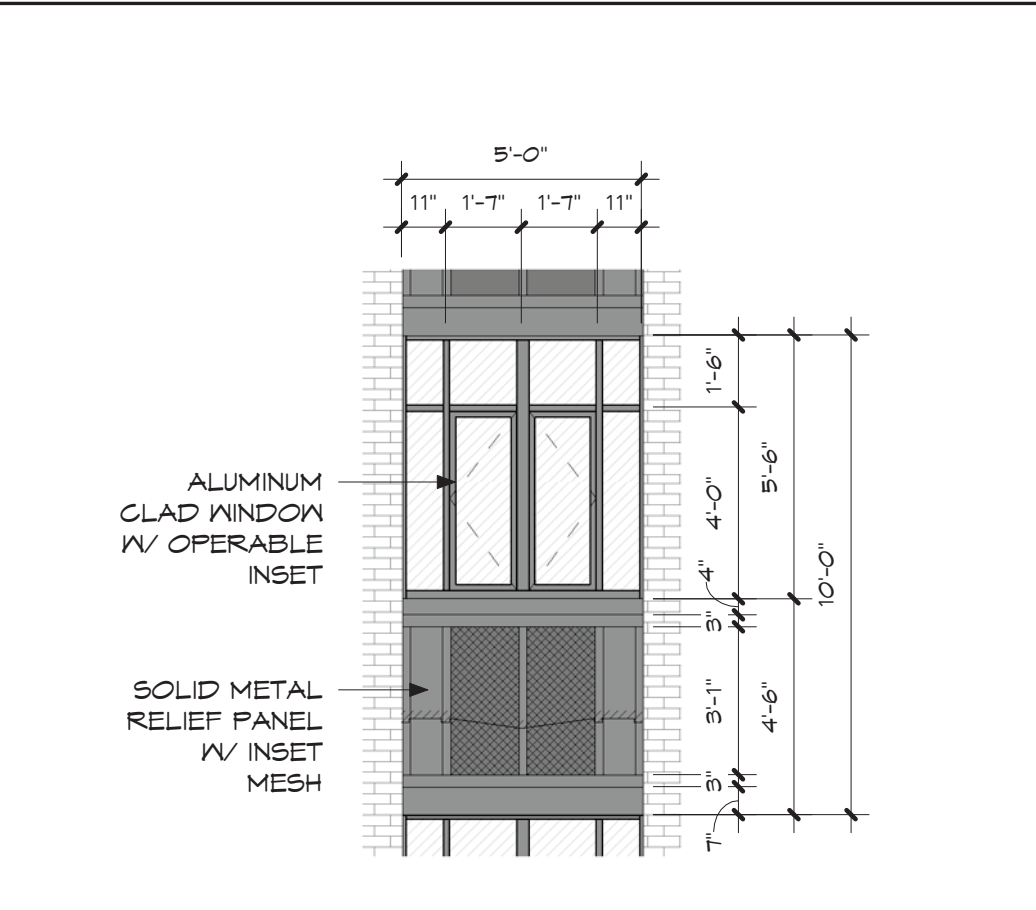 5'-0"
11" 1'-7" 1'-7" 11"
1'-6"
5'-6"
ALUMINUM
CLAD WINDOW
W/ OPERABLE
INSET
4'-0"
10'-0"
4"
3"
SOLID METAL
RELIEF PANEL
W/ INSET
MESH
3'-1"
4'-6"
3"
7"